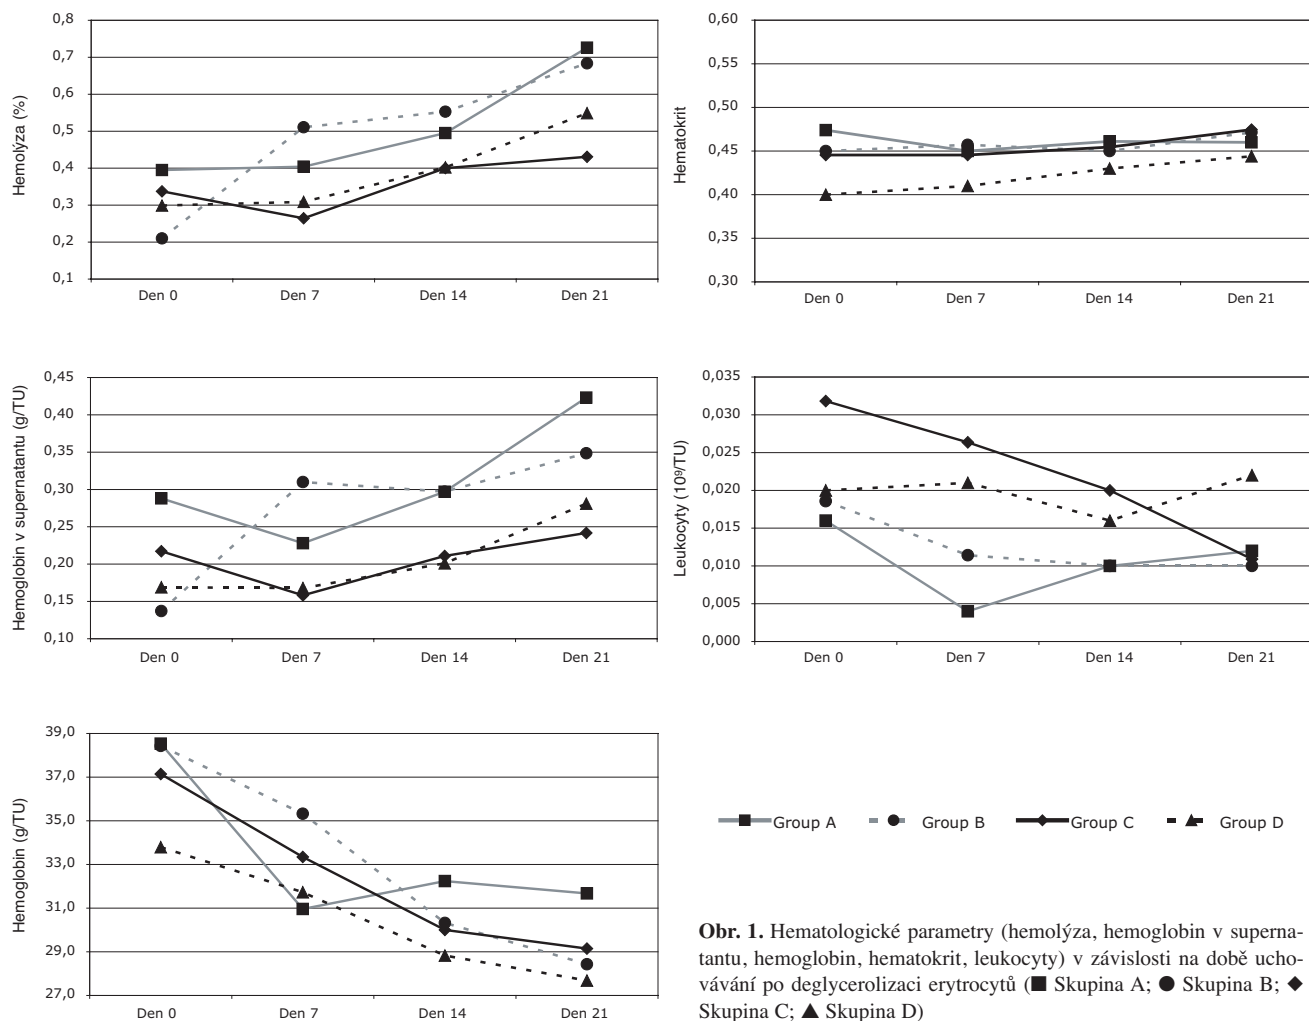 0,8
0,7
0,6
0,5
0,4
0,3
0,2
0,1
Hemolýza (%)
Den 0 Den 7 Den 14 Den 21
0,60
0,55
0,50
0,45
0,40
0,35
0,30
Hematokrit
Den 0 Den 7 Den 14 Den 21
0,45
0,40
0,35
0,30
0,25
0,20
0,15
0,10
Hemoglobin v supernatantu (g/TU)
Den 0 Den 7 Den 14 Den 21
0,035
0,030
0,025
0,020
0,015
0,010
0,005
0,000
Leukocyty (10⁹/TU)
Den 0 Den 7 Den 14 Den 21
39,0
37,0
35,0
33,0
31,0
29,0
27,0
Hemoglobin (g/TU)
Den 0 Den 7 Den 14 Den 21
Group A Group B Group C Group D
Obr. 1. Hematologické parametry (hemolýza, hemoglobin v superna-
tantu, hemoglobin, hematokrit, leukocyty) v závislosti na době ucho-
vávání po deglycerolizaci erytrocytů (■ Skupina A; ● Skupina B; ◆
Skupina C; ▲ Skupina D)